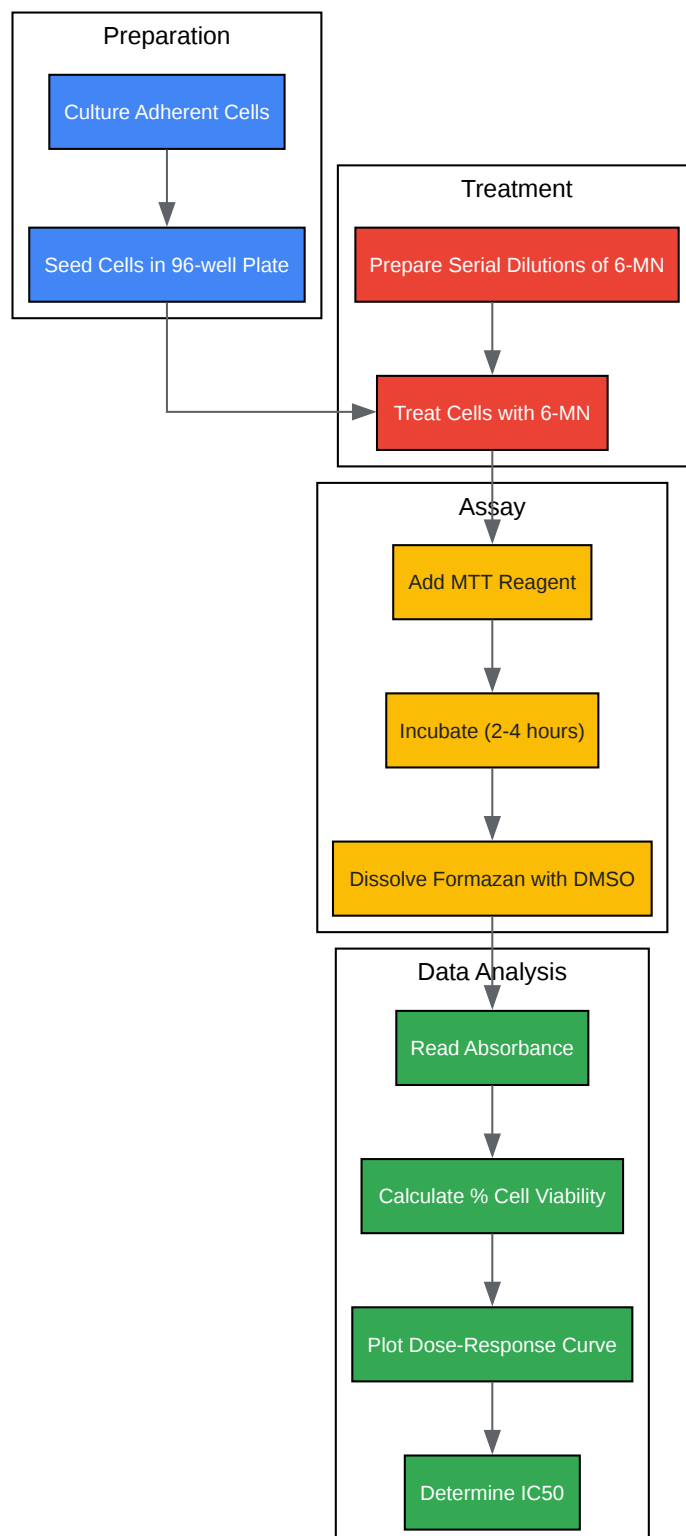 Preparation
Culture Adherent Cells
Seed Cells in 96-well Plate
Treatment
Prepare Serial Dilutions of 6-MN
Treat Cells with 6-MN
Assay
Add MTT Reagent
Incubate (2-4 hours)
Dissolve Formazan with DMSO
Data Analysis
Read Absorbance
Calculate % Cell Viability
Plot Dose-Response Curve
Determine IC50